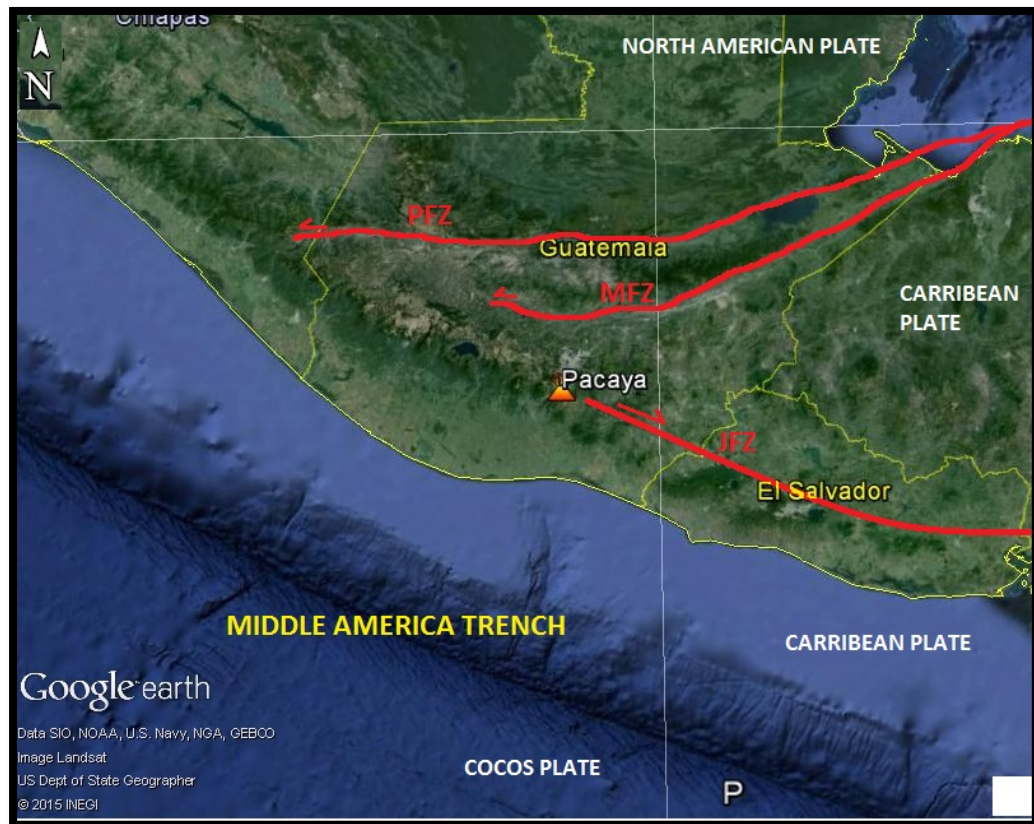 Chiapas
NORTH AMERICAN PLATE
N
PFZ
Guatemala
MFZ
CARRIBEAN
PLATE
Pacaya
JFZ
El Salvador
MIDDLE AMERICA TRENCH
CARRIBEAN PLATE
Google earth
Data SIO, NOAA, U.S. Navy, NGA, GEBCO
Image Landsat
US Dept of State Geographer
© 2015 INEGI
COCOS PLATE
P